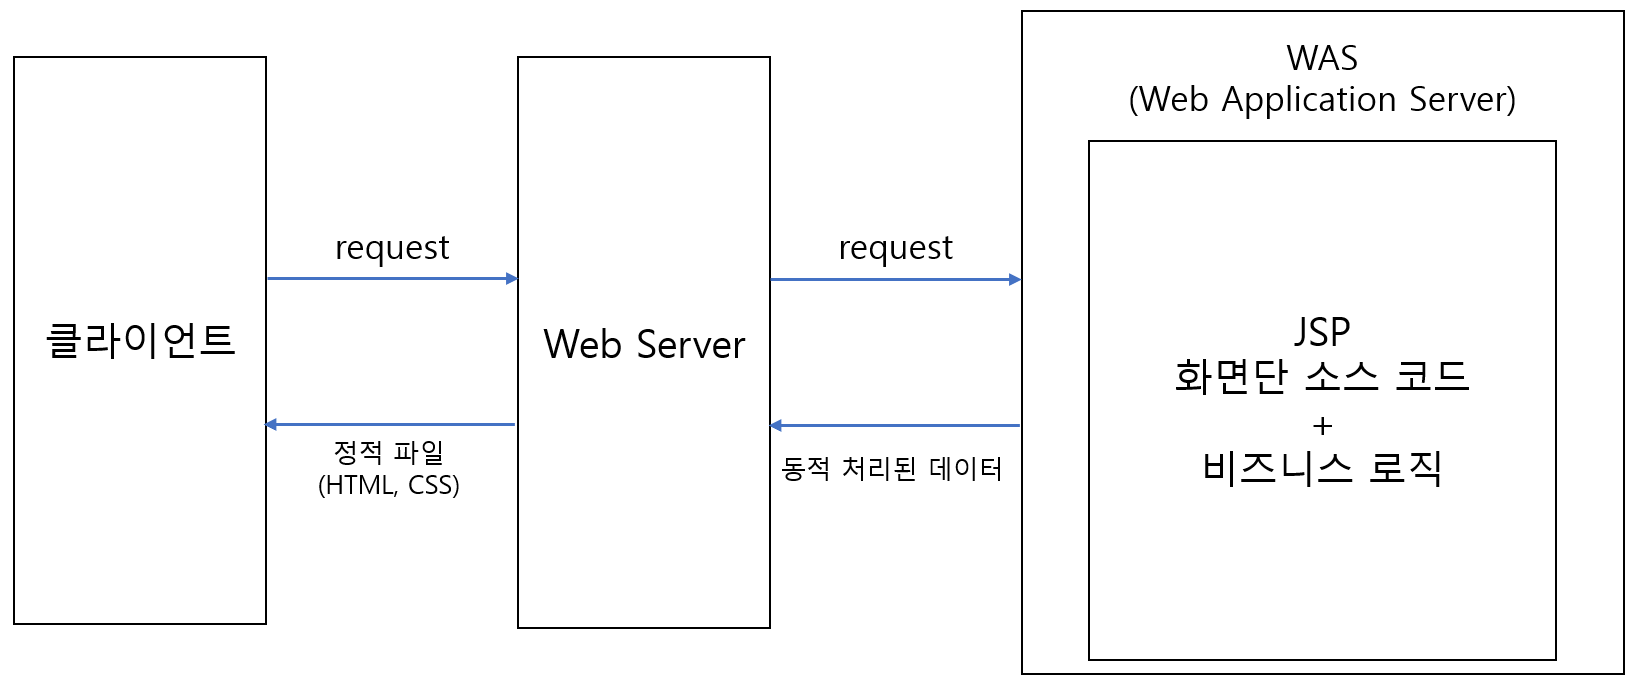 클라이언트
request
정적 파일
(HTML, CSS)
Web Server
request
동적 처리된 데이터
WAS
(Web Application Server)
JSP
화면단 소스 코드
+
비즈니스 로직